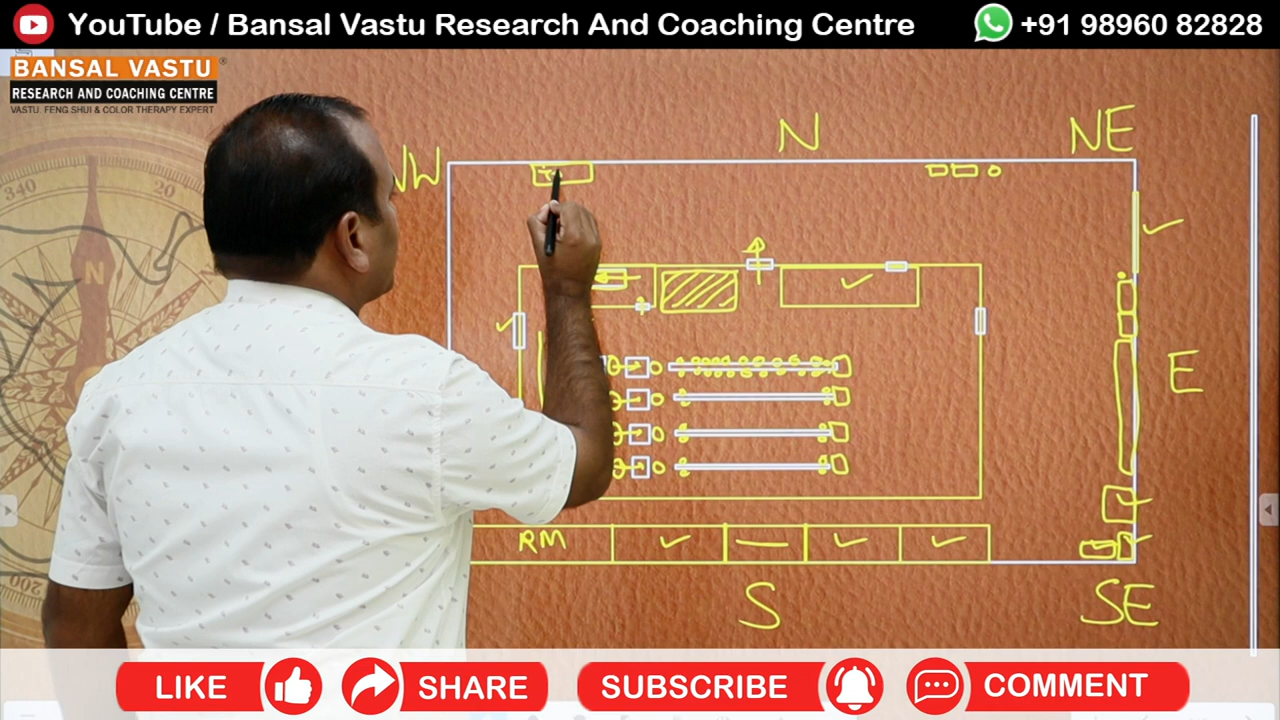 YouTube / Bansal Vastu Research And Coaching Centre
+91 98960 82828
BANSAL VASTU
RESEARCH AND COACHING CENTRE
VASTU, FENG SHUI & COLOR THERAPY EXPERT
N
NE
NW
340
20
N
E
RM
200
S
SE
LIKE
SHARE
SUBSCRIBE
COMMENT